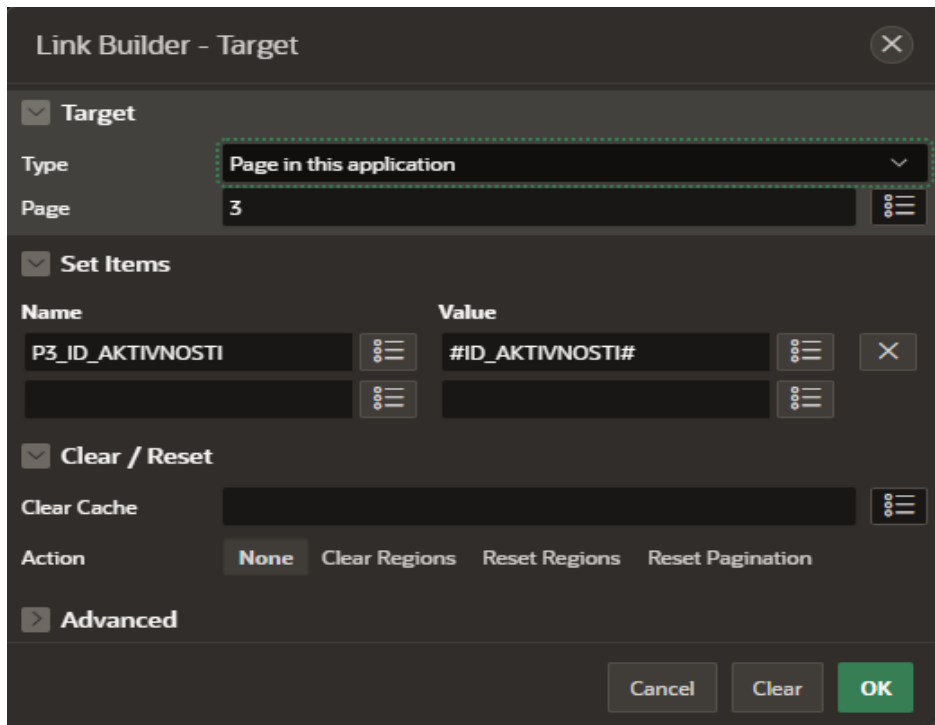 Link Builder - Target
Target
Type Page in this application
Page 3
Set Items
Name Value
P3_ID_AKTIVNOSTI #ID_AKTIVNOSTI#
Clear / Reset
Clear Cache
Action None Clear Regions Reset Regions Reset Pagination
Advanced
Cancel Clear OK